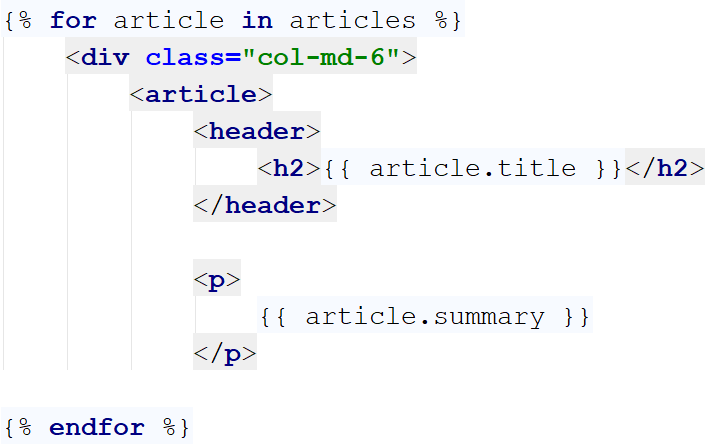 {% for article in articles %}
<div class="col-md-6">
<article>
<header>
<h2>{{ article.title }}</h2>
</header>
<p>
{{ article.summary }}
</p>
{% endfor %}